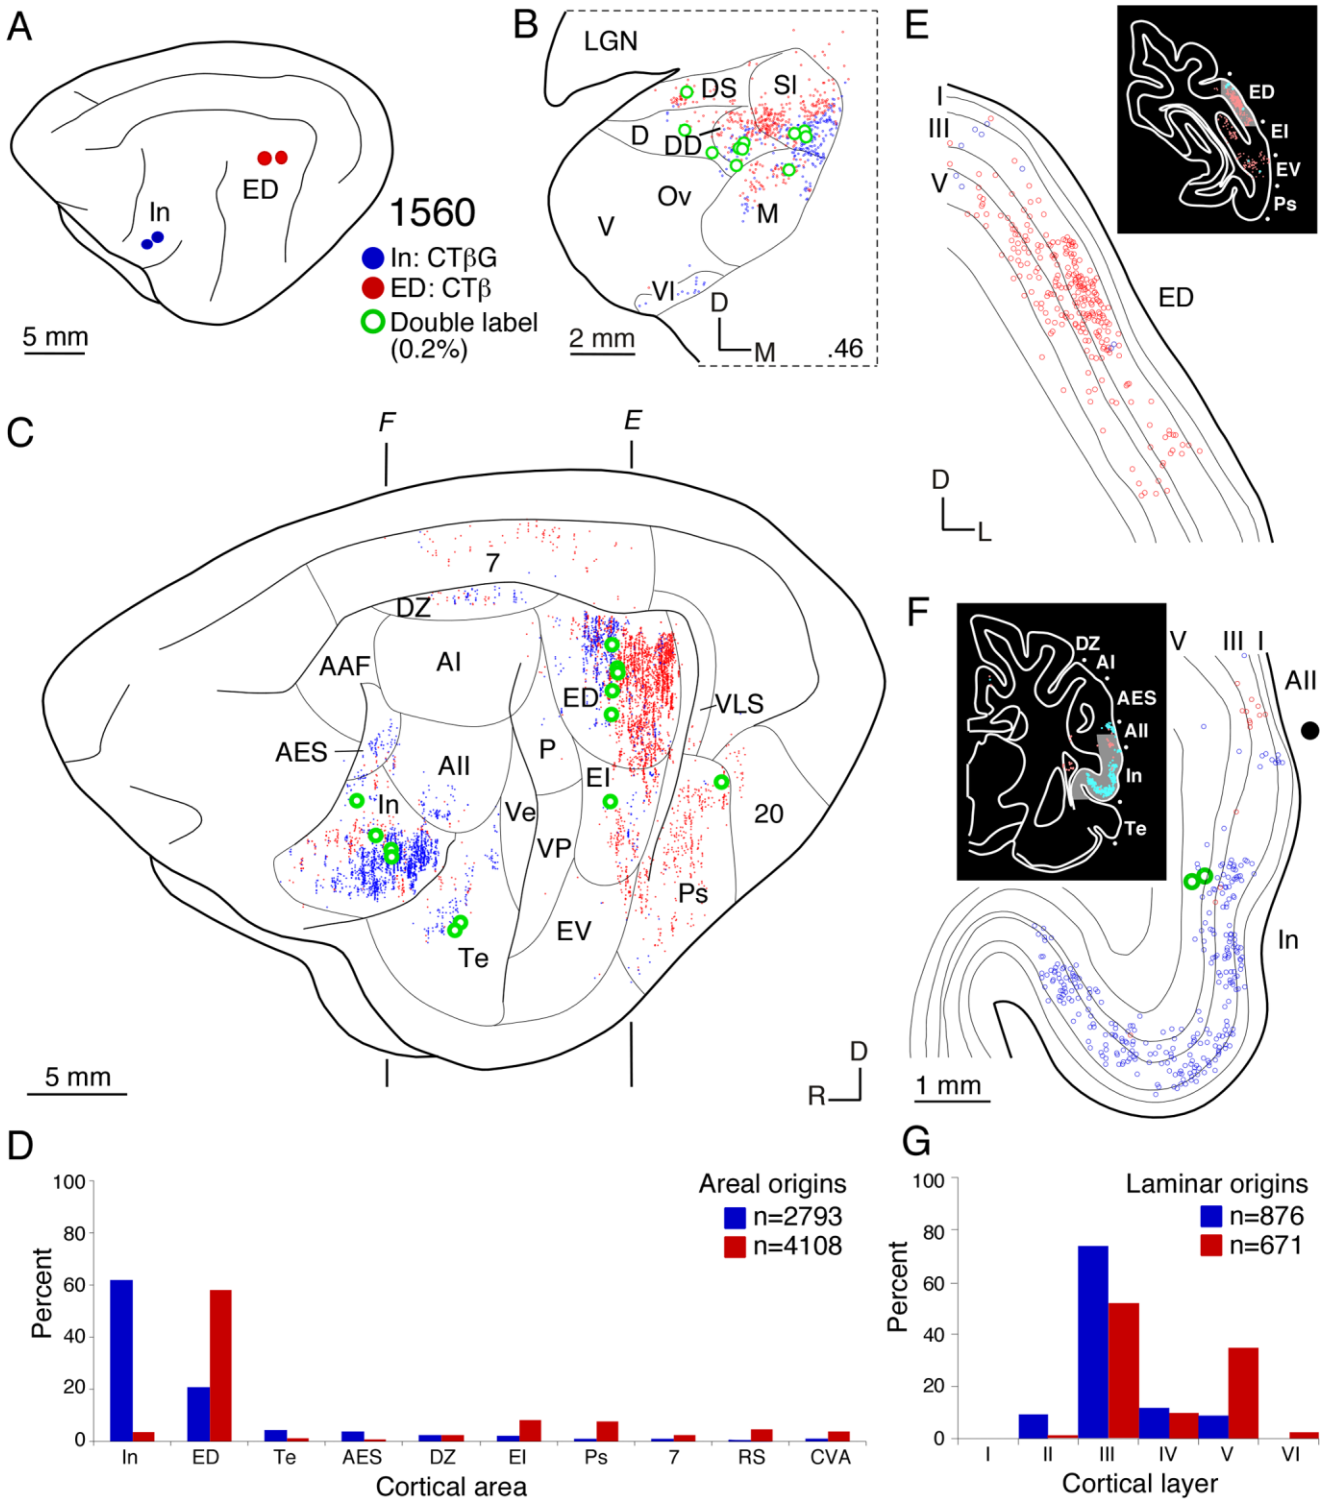 A
In
ED
5 mm
1560
In: CTβG
ED: CTβ
Double label
(0.2%)
B
LGN
DS
SI
D
DD
Ov
V
M
VI
D
M
2 mm
.46
E
I
III
V
ED
D
L
ED
EI
EV
Ps
C
F
E
7
DZ
AAF
AI
ED
VLS
AES
AII
P
EI
In
Ve
VP
20
Ps
EV
Te
5 mm
D
R
F
V
III
I
AII
In
1 mm
DZ
AI
AES
AII
In
Te
D
Areal origins
n=2793
n=4108
Percent
100
80
60
40
20
0
In
ED
Te
AES
DZ
EI
Ps
7
RS
CVA
Cortical area
G
Laminar origins
n=876
n=671
Percent
100
80
60
40
20
0
I
II
III
IV
V
VI
Cortical layer